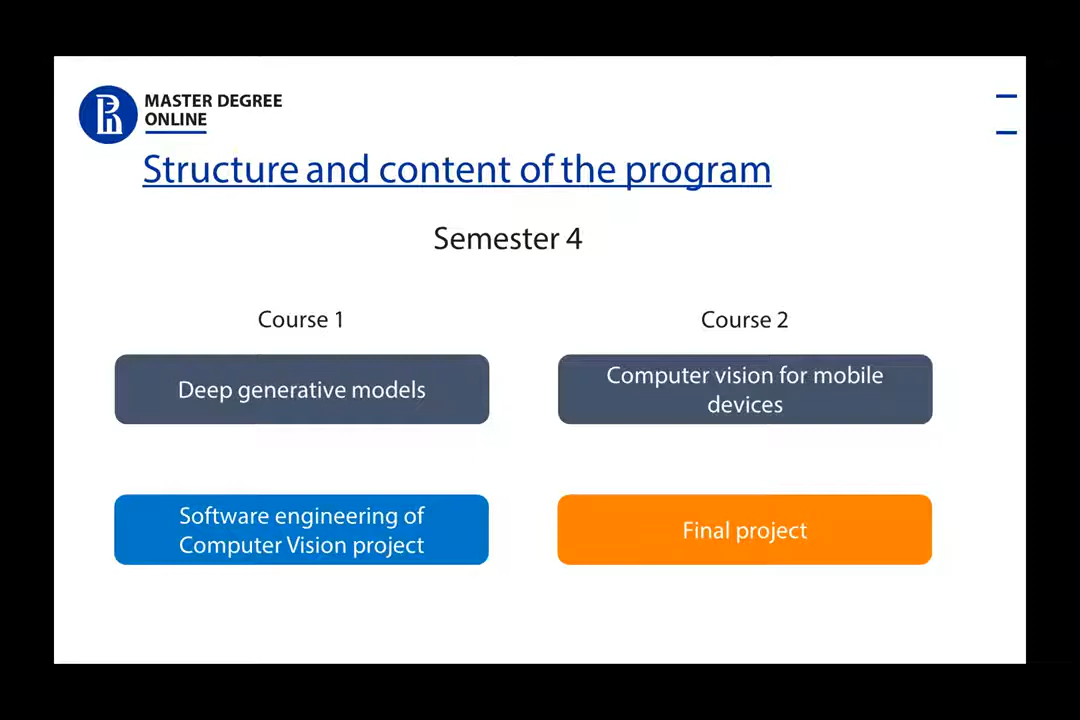 MASTER DEGREE
ONLINE
Structure and content of the program
Semester 4
Course 1
Course 2
Deep generative models
Computer vision for mobile
devices
Software engineering of
Computer Vision project
Final project